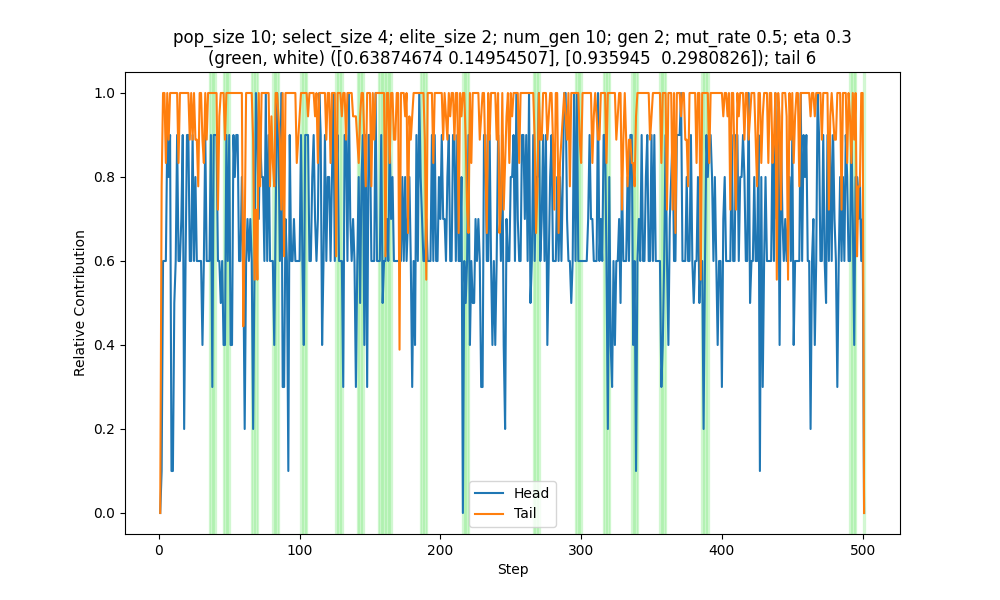 pop_size 10; select_size 4; elite_size 2; num_gen 10; gen 2; mut_rate 0.5; eta 0.3
(green, white) ([0.63874674 0.14954507], [0.935945  0.2980826]); tail 6
1.0
0.8
0.6
0.4
0.2
0.0
Relative Contribution
Head
Tail
0
100
200
300
400
500
Step